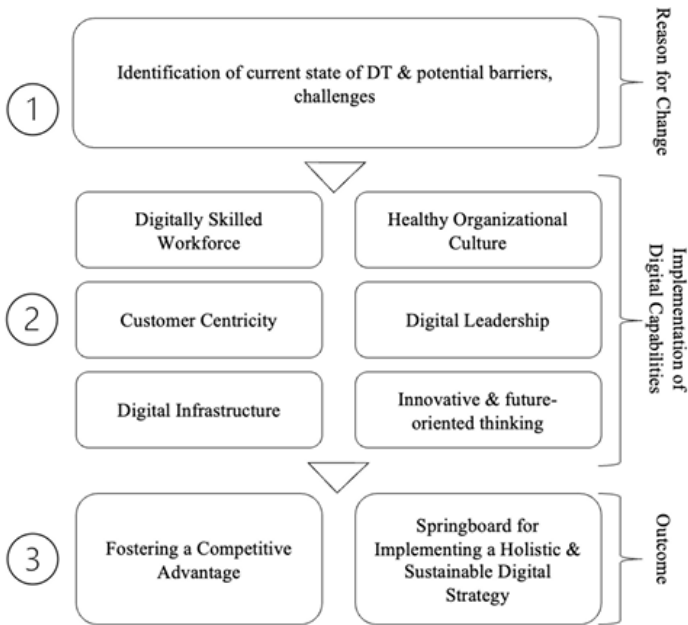 1
Identification of current state of DT & potential barriers,
challenges
Reason for Change
2
Digitally Skilled
Workforce
Healthy Organizational
Culture
Customer Centricity
Digital Leadership
Digital Infrastructure
Innovative & future-
oriented thinking
Implementation of
Digital Capabilities
3
Fostering a Competitive
Advantage
Springboard for
Implementing a Holistic &
Sustainable Digital
Strategy
Outcome